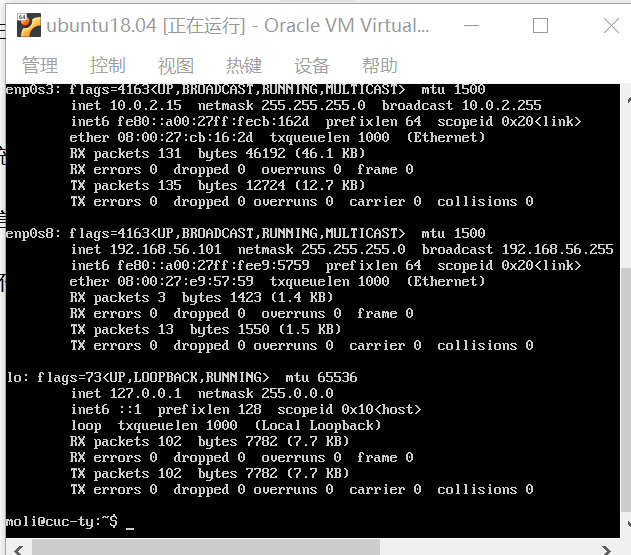 ubuntu18.04 [正在运行] - Oracle VM Virtual...
管理 控制 视图 热键 设备 帮助
enp0s3: flags=4163<UP,BROADCAST,RUNNING,MULTICAST>  mtu 1500
        inet 10.0.2.15  netmask 255.255.255.0  broadcast 10.0.2.255
        inet6 fe80::a00:27ff:fecb:162d  prefixlen 64  scopeid 0x20<link>
        ether 08:00:27:cb:16:2d  txqueuelen 1000  (Ethernet)
        RX packets 131  bytes 46192 (46.1 KB)
        RX errors 0  dropped 0  overruns 0  frame 0
        TX packets 135  bytes 12724 (12.7 KB)
        TX errors 0  dropped 0 overruns 0  carrier 0  collisions 0
enp0s8: flags=4163<UP,BROADCAST,RUNNING,MULTICAST>  mtu 1500
        inet 192.168.56.101  netmask 255.255.255.0  broadcast 192.168.56.255
        inet6 fe80::a00:27ff:fee9:5759  prefixlen 64  scopeid 0x20<link>
        ether 08:00:27:e9:57:59  txqueuelen 1000  (Ethernet)
        RX packets 3  bytes 1423 (1.4 KB)
        RX errors 0  dropped 0  overruns 0  frame 0
        TX packets 13  bytes 1550 (1.5 KB)
        TX errors 0  dropped 0 overruns 0  carrier 0  collisions 0
lo: flags=73<UP,LOOPBACK,RUNNING>  mtu 65536
        inet 127.0.0.1  netmask 255.0.0.0
        inet6 ::1  prefixlen 128  scopeid 0x10<host>
        loop  txqueuelen 1000  (Local Loopback)
        RX packets 102  bytes 7782 (7.7 KB)
        RX errors 0  dropped 0  overruns 0  frame 0
        TX packets 102  bytes 7782 (7.7 KB)
        TX errors 0  dropped 0 overruns 0  carrier 0  collisions 0
moli@cuc-ty:~$ _